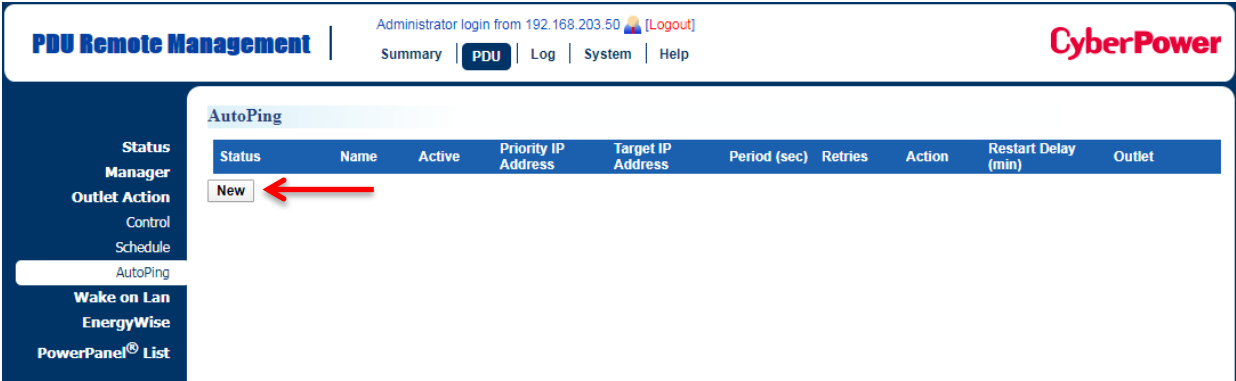 PDU Remote Management
Administrator login from 192.168.203.50 [Logout]
Summary | PDU | Log | System | Help
CyberPower
Status
Manager
Outlet Action
Control
Schedule
AutoPing
Wake on Lan
EnergyWise
PowerPanel® List
AutoPing
Status Name Active Priority IP Address Target IP Address Period (sec) Retries Action Restart Delay (min) Outlet
New